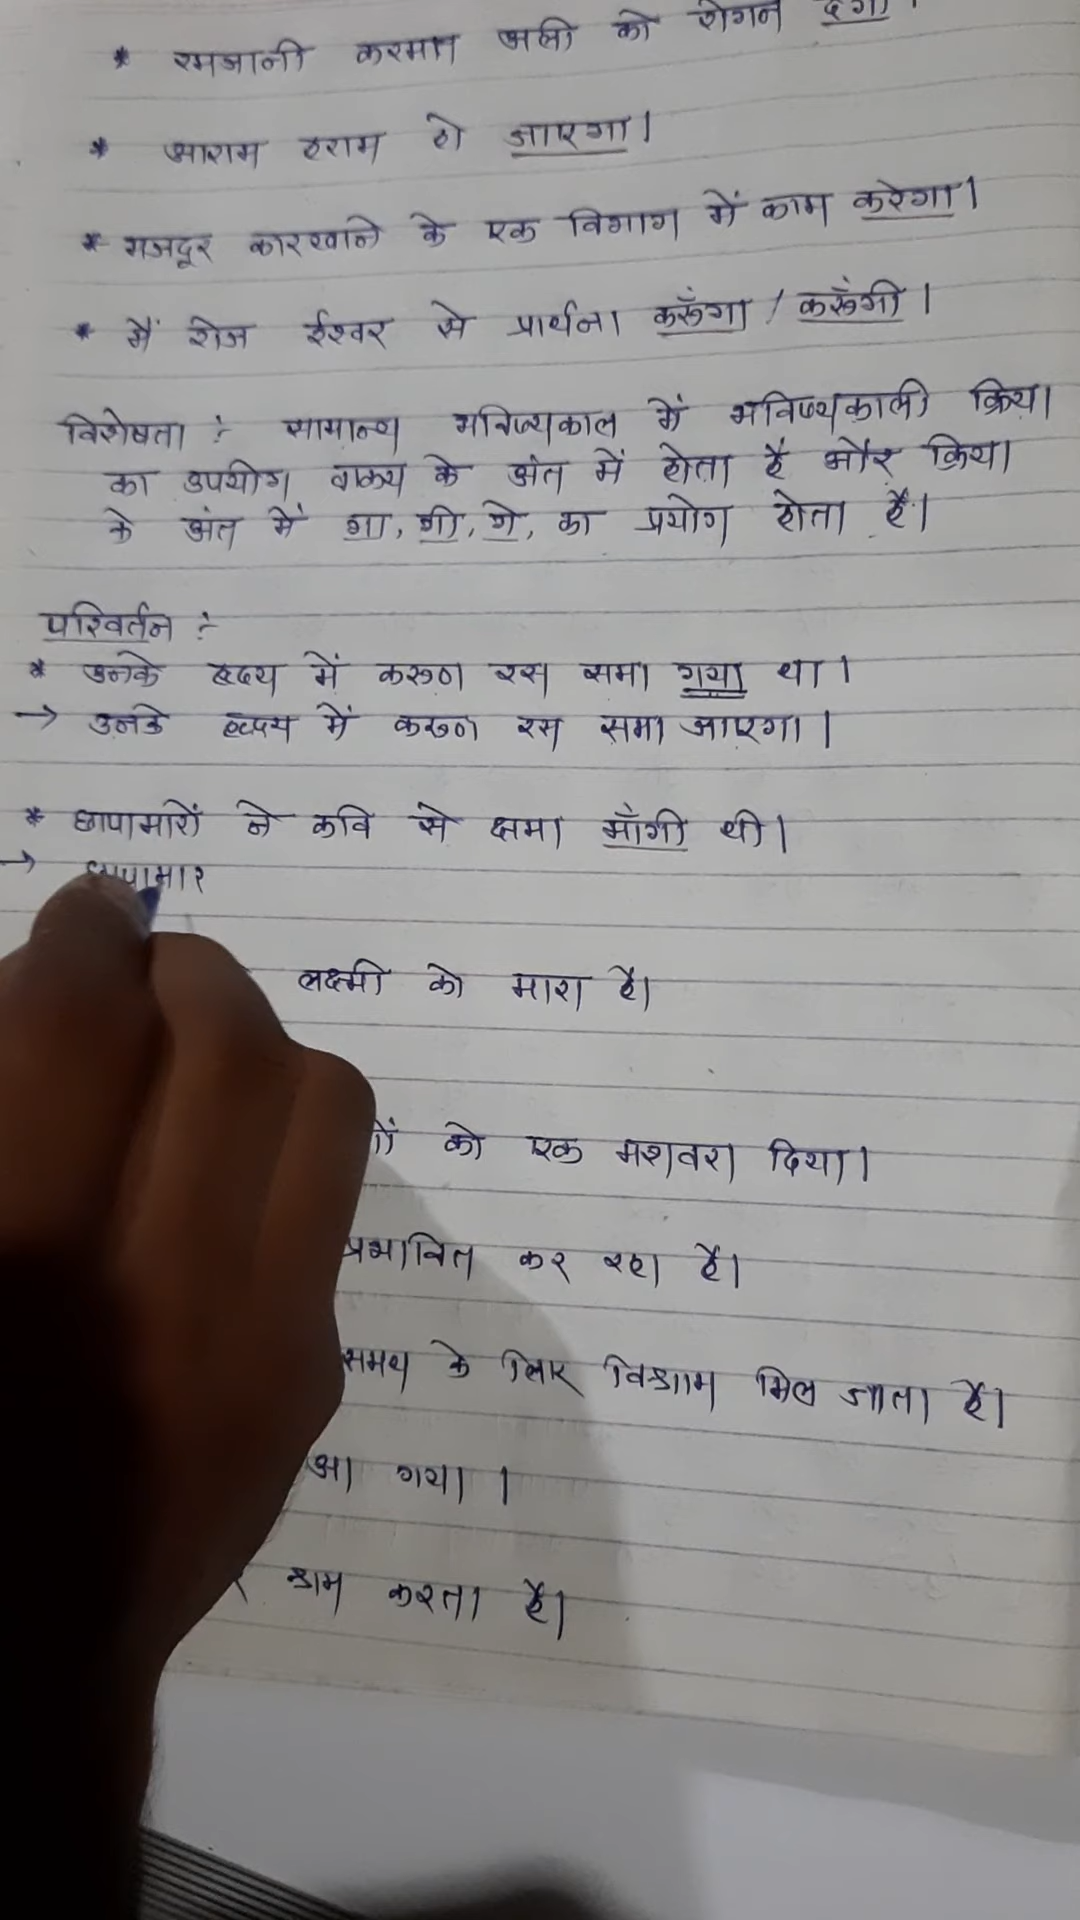 * रमजानी करमात अली को रोगन देगा।
* आराम हराम हो जाएगा।
* मजदूर कारखाने के एक विभाग में काम करेगा।
* मैं रोज ईश्वर से प्रार्थना करूँगा / करूँगी।
विशेषता :- सामान्य भविष्यकाल में भविष्यकाली क्रिया
का उपयोग वाक्य के अंत में होता है और क्रिया
के अंत में गा, गी, गे, का प्रयोग होता है।
परिवर्तन :-
* उनके हृदय में करुण रस समा गया था।
→ उनके हृदय में करुण रस समा जाएगा।
* छापामारों ने कवि से क्षमा माँगी थी।
→ छापामार
लक्ष्मी को मारा है।
को एक मशवरा दिया।
प्रभावित कर रहा है।
समय के लिए विश्राम मिल जाता है।
आ गया।
श्रम करता है।